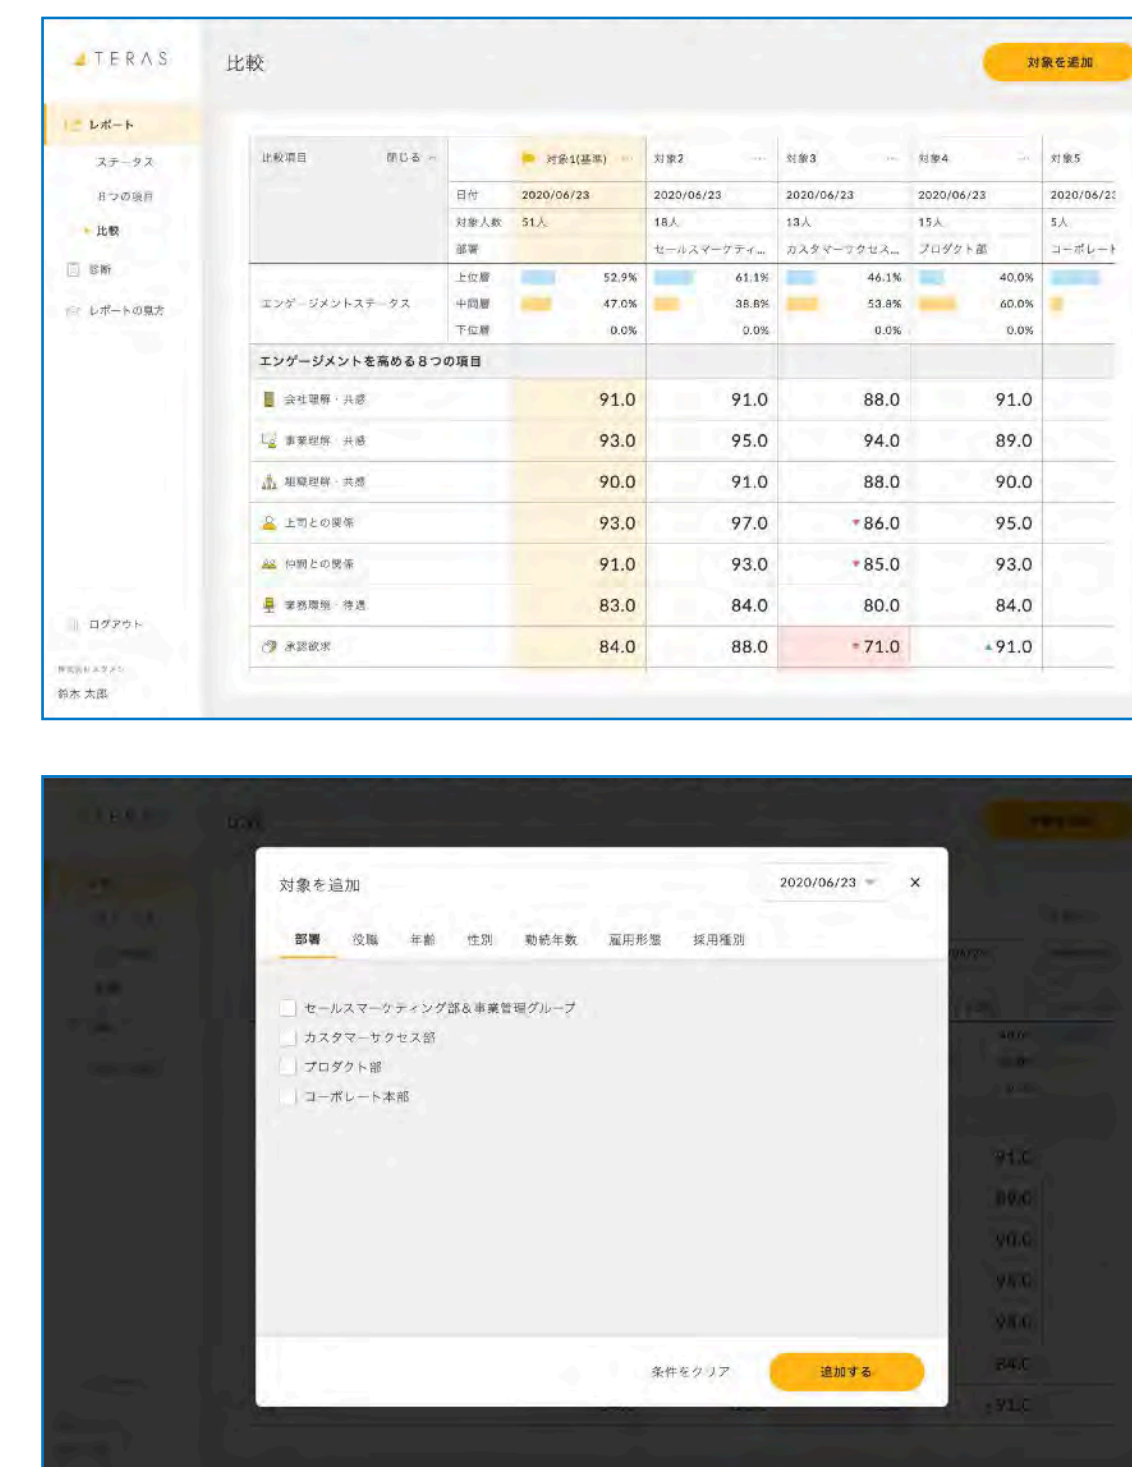 TERAS
比較
対象を追加
レポート
ステータス
8つの項目
比較
診断
レポートの見方
ログアウト
鈴木 太郎
比較項目 閉じる 対象1(基準) 対象2 対象3 対象4 対象5
日付 2020/06/23 2020/06/23 2020/06/23 2020/06/23 2020/06/23
対象人数 51人 18人 13人 15人 5人
部署 セールスマーケティ... カスタマーサクセス... プロダクト部 コーポレート
エンゲージメントステータス
上位層 52.9% 61.1% 46.1% 40.0%
中間層 47.0% 38.8% 53.8% 60.0%
下位層 0.0% 0.0% 0.0% 0.0%
エンゲージメントを高める8つの項目
会社理解・共感 91.0 91.0 88.0 91.0
事業理解・共感 93.0 95.0 94.0 89.0
組織理解・共感 90.0 91.0 88.0 90.0
上司との関係 93.0 97.0 ▼86.0 95.0
仲間との関係 91.0 93.0 ▼85.0 93.0
業務環境・待遇 83.0 84.0 80.0 84.0
承認欲求 84.0 88.0 ▼71.0 ▲91.0
対象を追加 2020/06/23 ×
部署 役職 年齢 性別 勤続年数 雇用形態 採用種別
セールスマーケティング部&事業管理グループ
カスタマーサクセス部
プロダクト部
コーポレート本部
条件をクリア 追加する
91.0
89.0
90.0
84.0
91.0